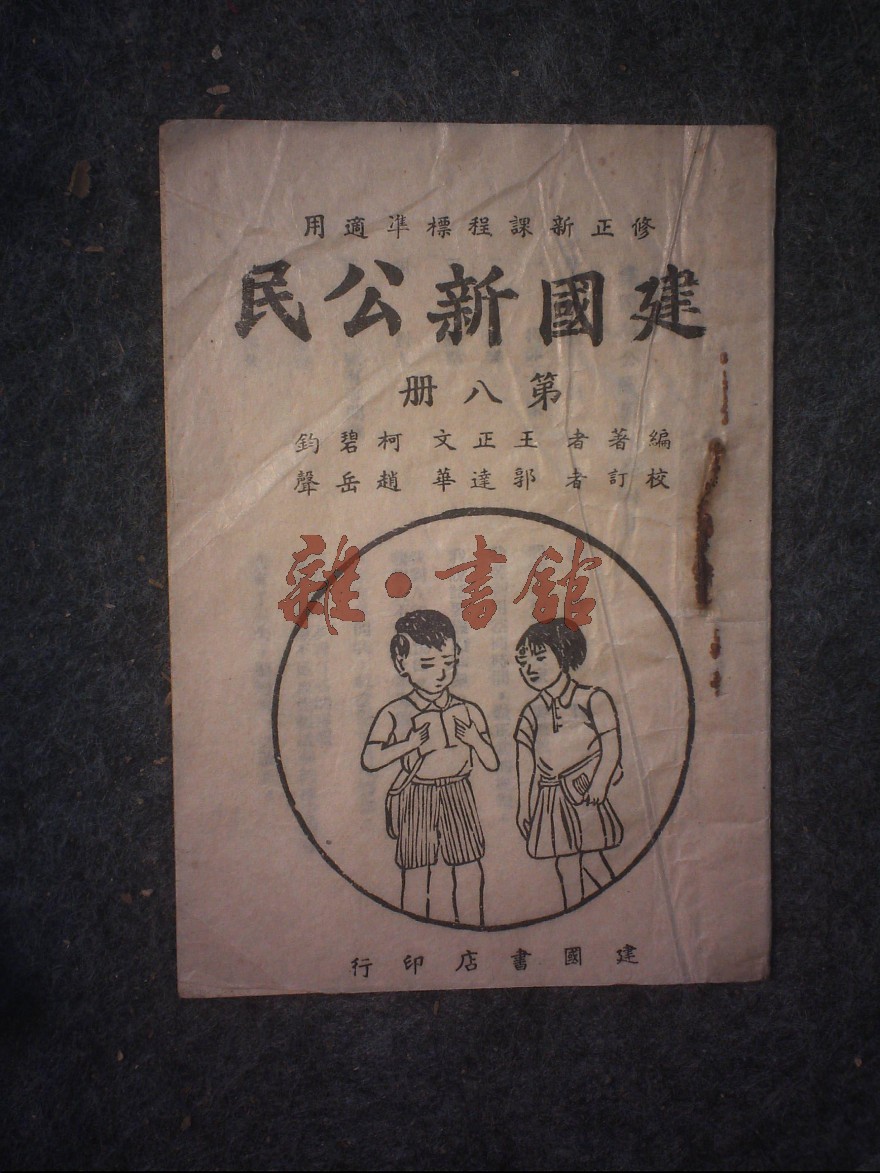 修正新課程標準適用
建國新公民
第八册
編著者 王正文 柯碧鈞
校訂者 郭達華 趙岳聲
雜·書館
建國書店印行